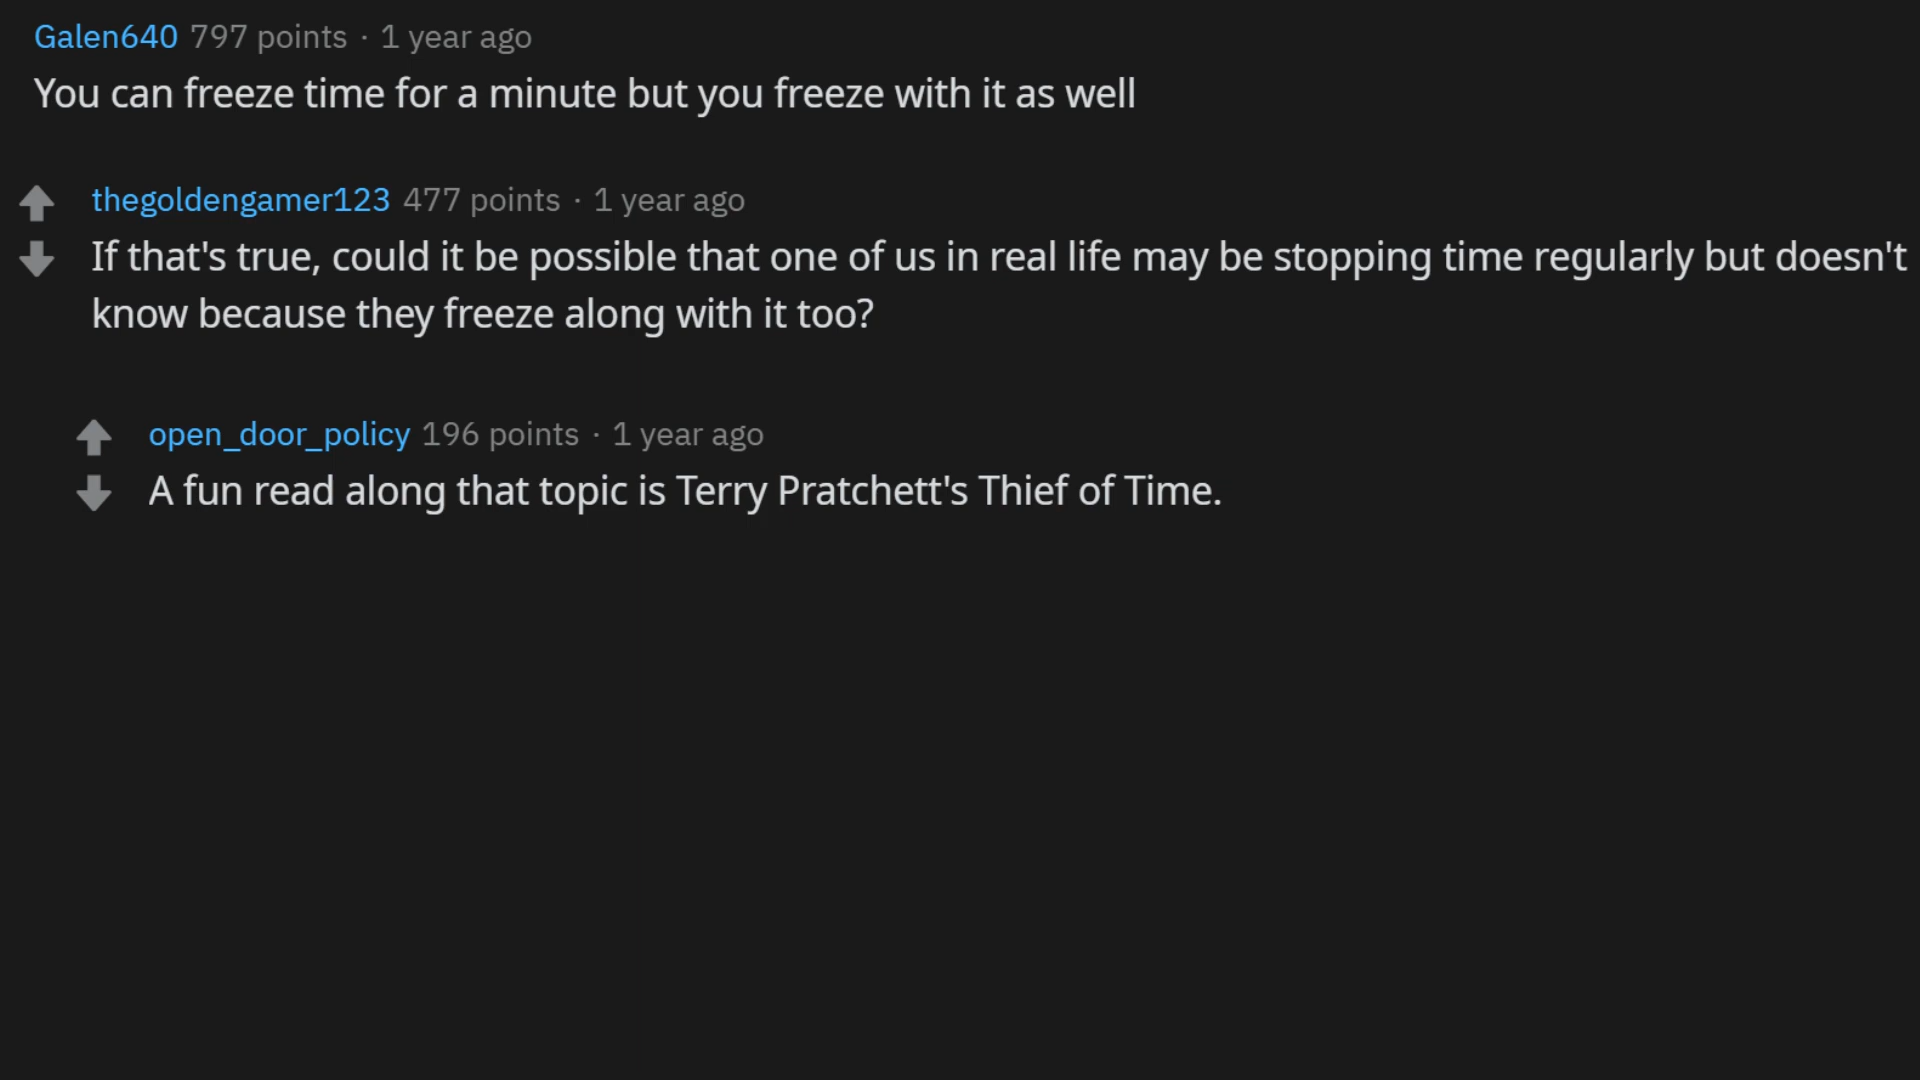 Galen640 797 points · 1 year ago
You can freeze time for a minute but you freeze with it as well
thegoldengamer123 477 points · 1 year ago
If that's true, could it be possible that one of us in real life may be stopping time regularly but doesn't
know because they freeze along with it too?
open_door_policy 196 points · 1 year ago
A fun read along that topic is Terry Pratchett's Thief of Time.